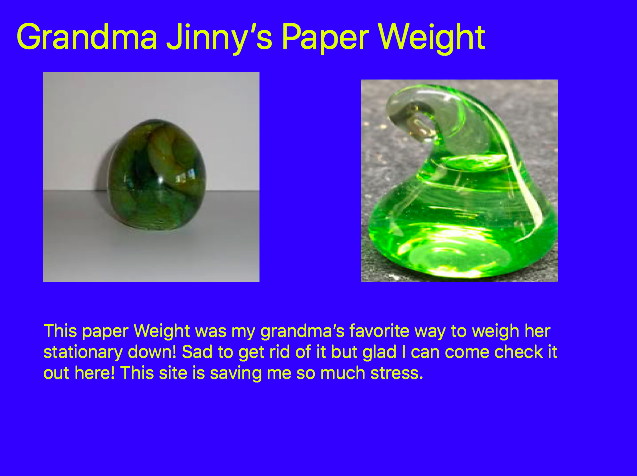 Grandma Jinny's Paper Weight
This paper Weight was my grandma's favorite way to weigh her
stationary down! Sad to get rid of it but glad I can come check it
out here! This site is saving me so much stress.